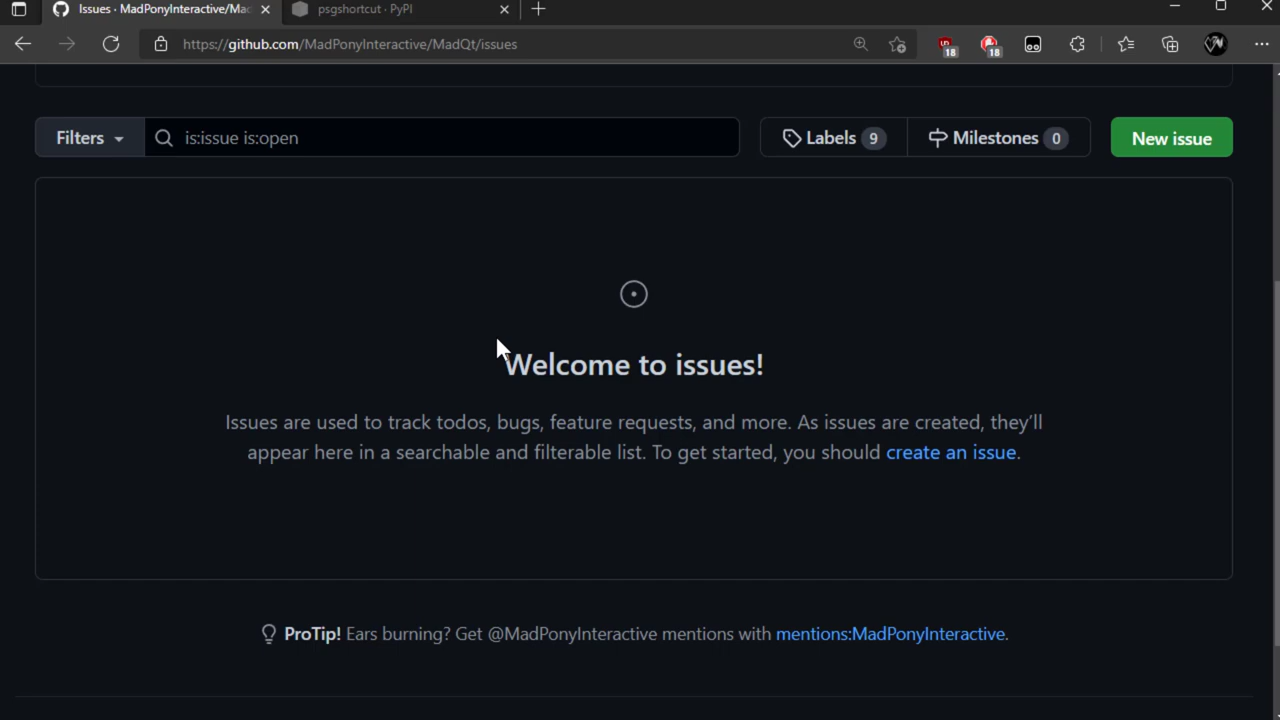 Issues · MadPonyInteractive/Mad
psgshortcut · PyPI
https://github.com/MadPonyInteractive/MadQt/issues
18
18
Filters
is:issue is:open
Labels 9
Milestones 0
New issue
Welcome to issues!
Issues are used to track todos, bugs, feature requests, and more. As issues are created, they’ll
appear here in a searchable and filterable list. To get started, you should create an issue.
ProTip! Ears burning? Get @MadPonyInteractive mentions with mentions:MadPonyInteractive.